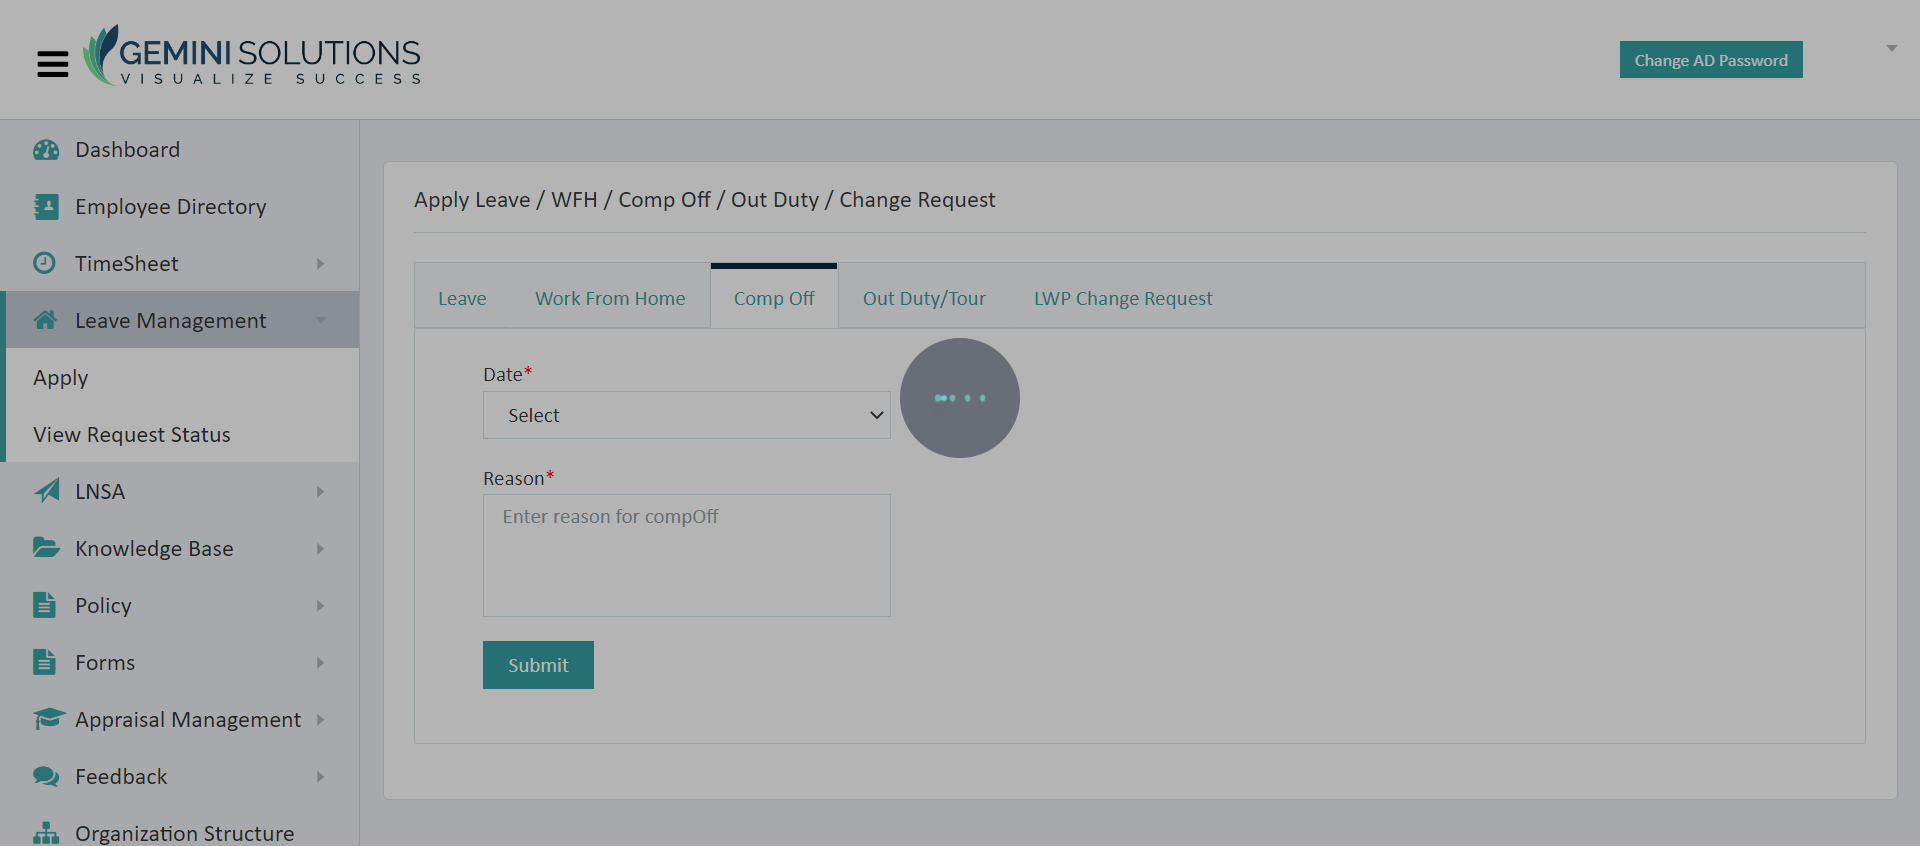 GEMINI SOLUTIONS
VISUALIZE SUCCESS
Change AD Password
Dashboard
Employee Directory
TimeSheet
Leave Management
Apply
View Request Status
LNSA
Knowledge Base
Policy
Forms
Appraisal Management
Feedback
Organization Structure
Apply Leave / WFH / Comp Off / Out Duty / Change Request
Leave Work From Home Comp Off Out Duty/Tour LWP Change Request
Date*
Select
Reason*
Enter reason for compOff
Submit